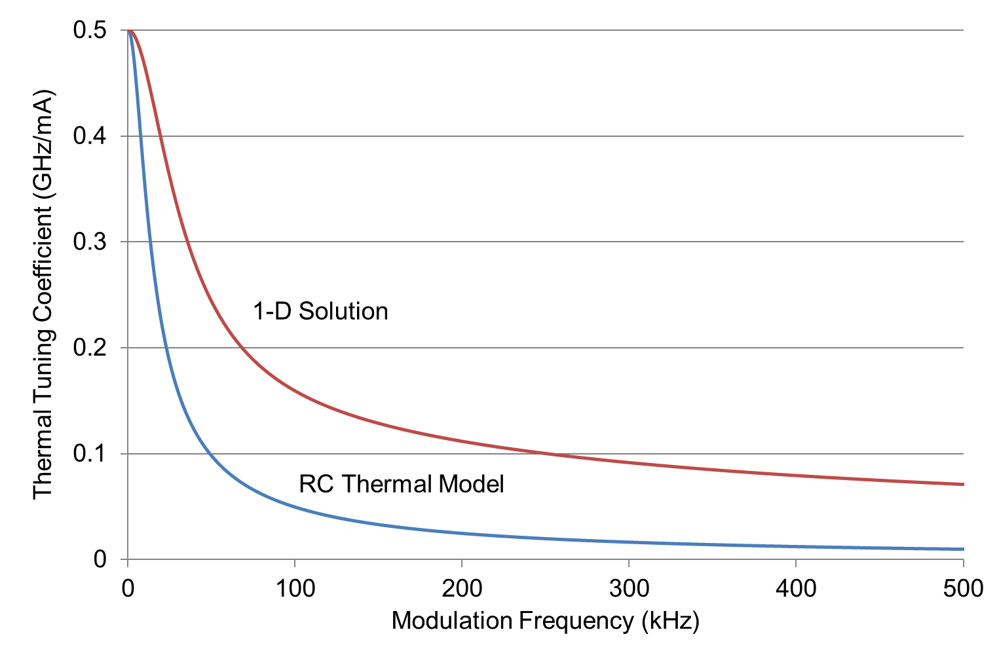 0.5
0.4
0.3
0.2
0.1
0
Thermal Tuning Coefficient (GHz/mA)
1-D Solution
RC Thermal Model
0 100 200 300 400 500
Modulation Frequency (kHz)